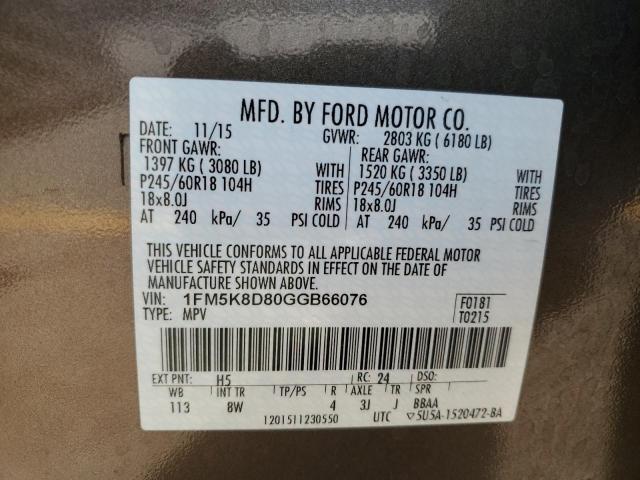 MFD. BY FORD MOTOR CO.
DATE: 11/15 GVWR: 2803 KG ( 6180 LB)
FRONT GAWR: REAR GAWR:
1397 KG ( 3080 LB) WITH 1520 KG ( 3350 LB) WITH
P245/60R18 104H TIRES P245/60R18 104H TIRES
18x8.0J RIMS 18x8.0J RIMS
AT 240 kPa/ 35 PSI COLD AT 240 kPa/ 35 PSI COLD
THIS VEHICLE CONFORMS TO ALL APPLICABLE FEDERAL MOTOR
VEHICLE SAFETY STANDARDS IN EFFECT ON THE DATE OF
MANUFACTURE SHOWN ABOVE.
VIN: 1FM5K8D80GGB66076 F0181
TYPE: MPV T0215
EXT PNT: H5 RC: 24 DSO:
WB INT TR TP/PS R AXLE TR SPR
113 8W 4 3J J BBAA
1201511230550 UTC ▽5U5A-1520472-BA